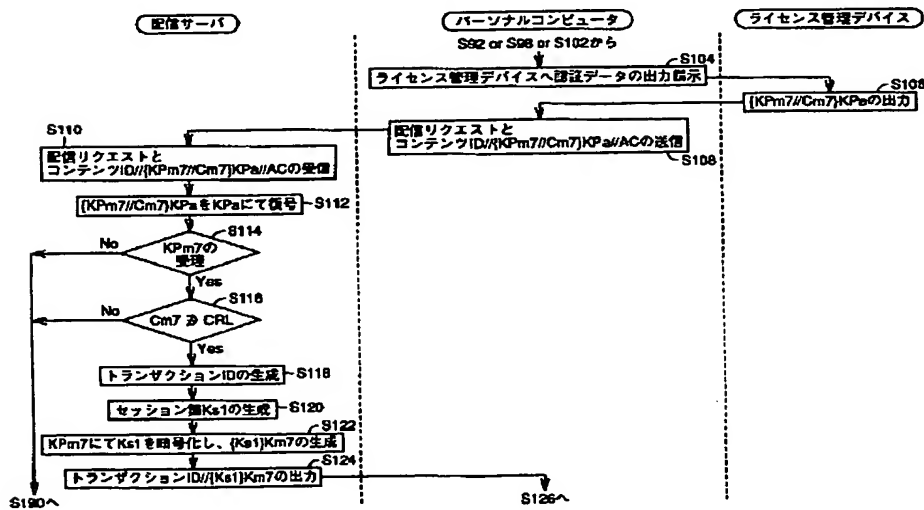 配信サーバ
パーソナルコンピュータ
ライセンス管理デバイス
S92 or S98 or S102から
S104
ライセンス管理デバイスへ認証データの出力指示
S106
{KPm7//Cm7}KPaの出力
S110
配信リクエストと
コンテンツID//{KPm7//Cm7}KPa//ACの送信
S108
配信リクエストと
コンテンツID//{KPm7//Cm7}KPa//ACの受信
{KPm7//Cm7}KPaをKPaにて復号
S112
S114
No
KPm7の
受理
Yes
S116
No
Cm7 ∌ CRL
Yes
トランザクションIDの生成
S118
セッション鍵Ks1の生成
S120
S122
KPm7にてKs1を暗号化し、{Ks1}Km7の生成
S124
トランザクションID//{Ks1}Km7の出力
S190へ
S126へ